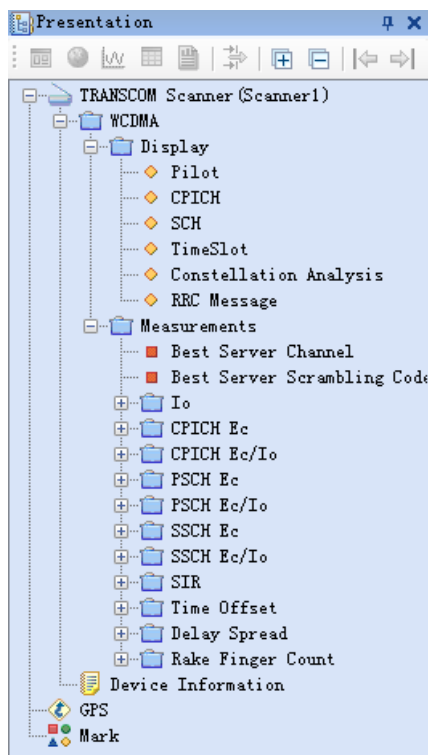 Presentation
TRANSCOM Scanner(Scanner1)
WCDMA
Display
Pilot
CPICH
SCH
TimeSlot
Constellation Analysis
RRC Message
Measurements
Best Server Channel
Best Server Scrambling Code
Io
CPICH Ec
CPICH Ec/Io
PSCH Ec
PSCH Ec/Io
SSCH Ec
SSCH Ec/Io
SIR
Time Offset
Delay Spread
Rake Finger Count
Device Information
GPS
Mark